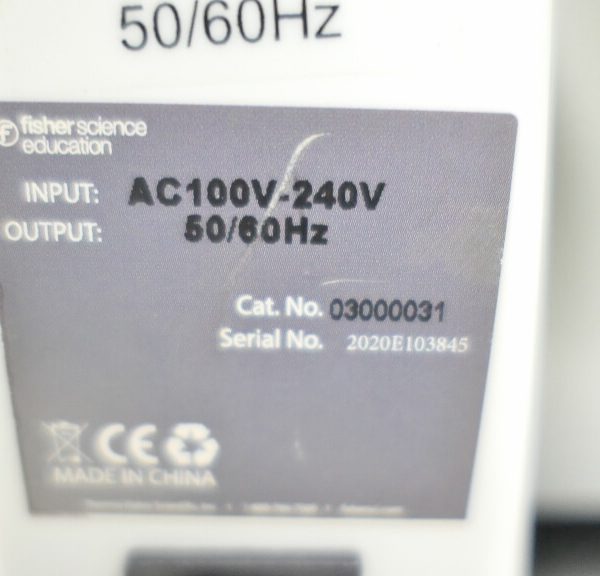 50/60Hz
fisher science
education
INPUT: AC100V-240V
OUTPUT: 50/60Hz
Cat. No. 03000031
Serial No. 2020E103845
CE
MADE IN CHINA